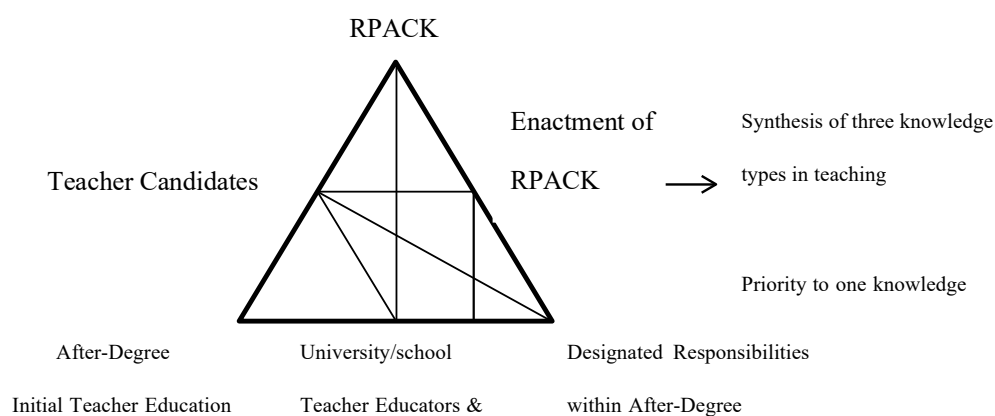 RPACK
Enactment of
RPACK
Synthesis of three knowledge
types in teaching
Teacher Candidates
Priority to one knowledge
After-Degree
Initial Teacher Education
University/school
Teacher Educators &
Designated Responsibilities
within After-Degree